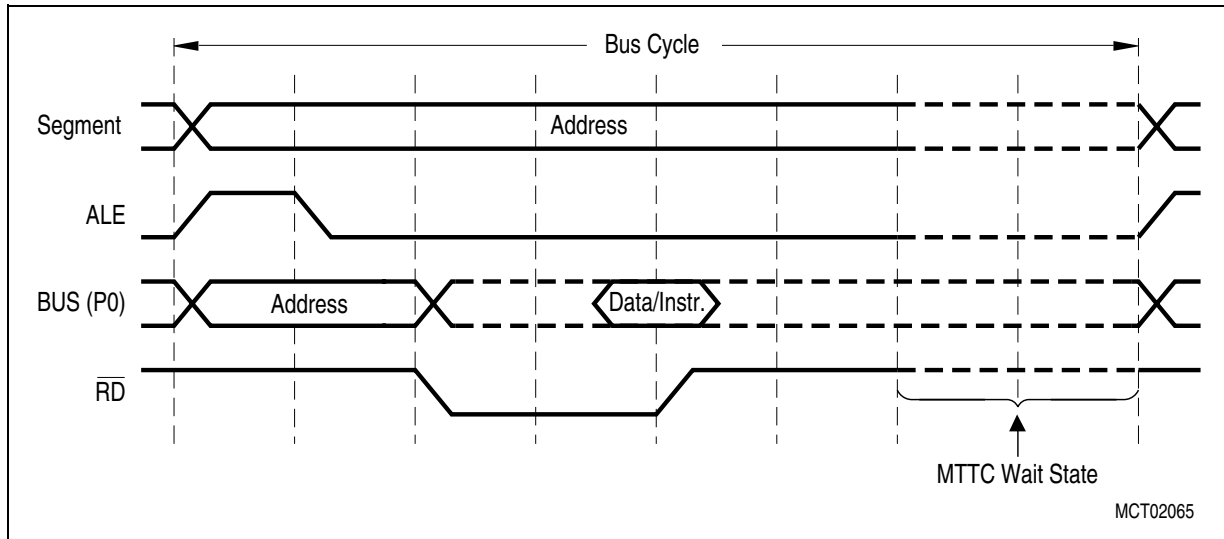 Bus Cycle
Segment
Address
ALE
BUS (P0)
Address
Data/Instr.
RD
MTTC Wait State
MCT02065